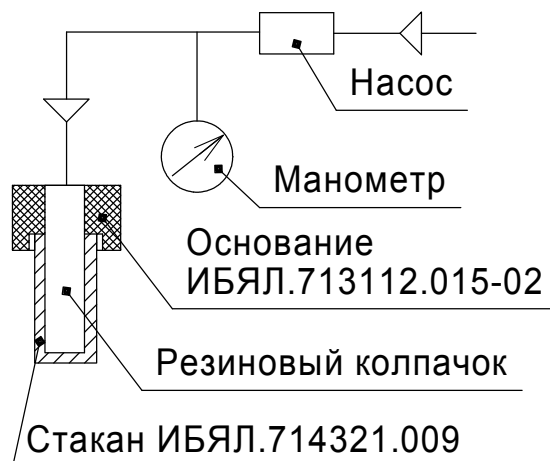 Насос
Манометр
Основание
ИБЯЛ.713112.015-02
Резиновый колпачок
Стакан ИБЯЛ.714321.009